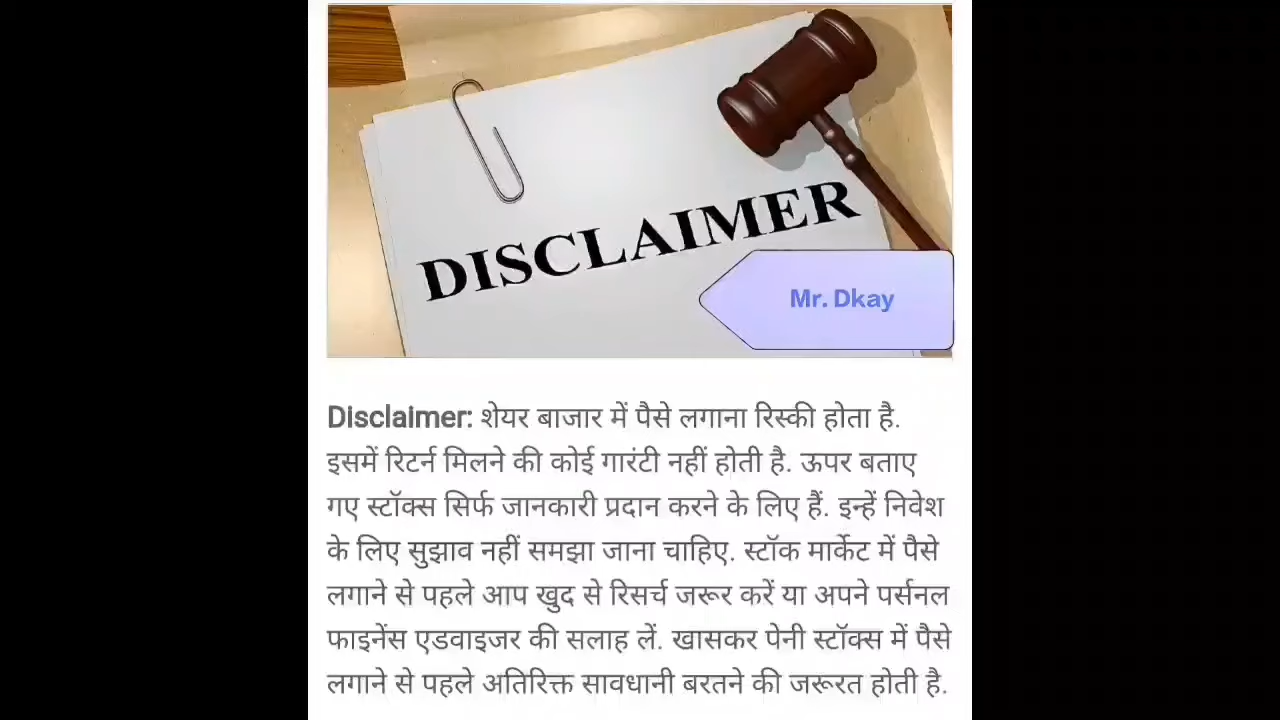 DISCLAIMER
Mr. Dkay
Disclaimer: शेयर बाजार में पैसे लगाना रिस्की होता है.
इसमें रिटर्न मिलने की कोई गारंटी नहीं होती है. ऊपर बताए
गए स्टॉक्स सिर्फ जानकारी प्रदान करने के लिए हैं. इन्हें निवेश
के लिए सुझाव नहीं समझा जाना चाहिए. स्टॉक मार्केट में पैसे
लगाने से पहले आप खुद से रिसर्च जरूर करें या अपने पर्सनल
फाइनेंस एडवाइजर की सलाह लें. खासकर पेनी स्टॉक्स में पैसे
लगाने से पहले अतिरिक्त सावधानी बरतने की जरूरत होती है.